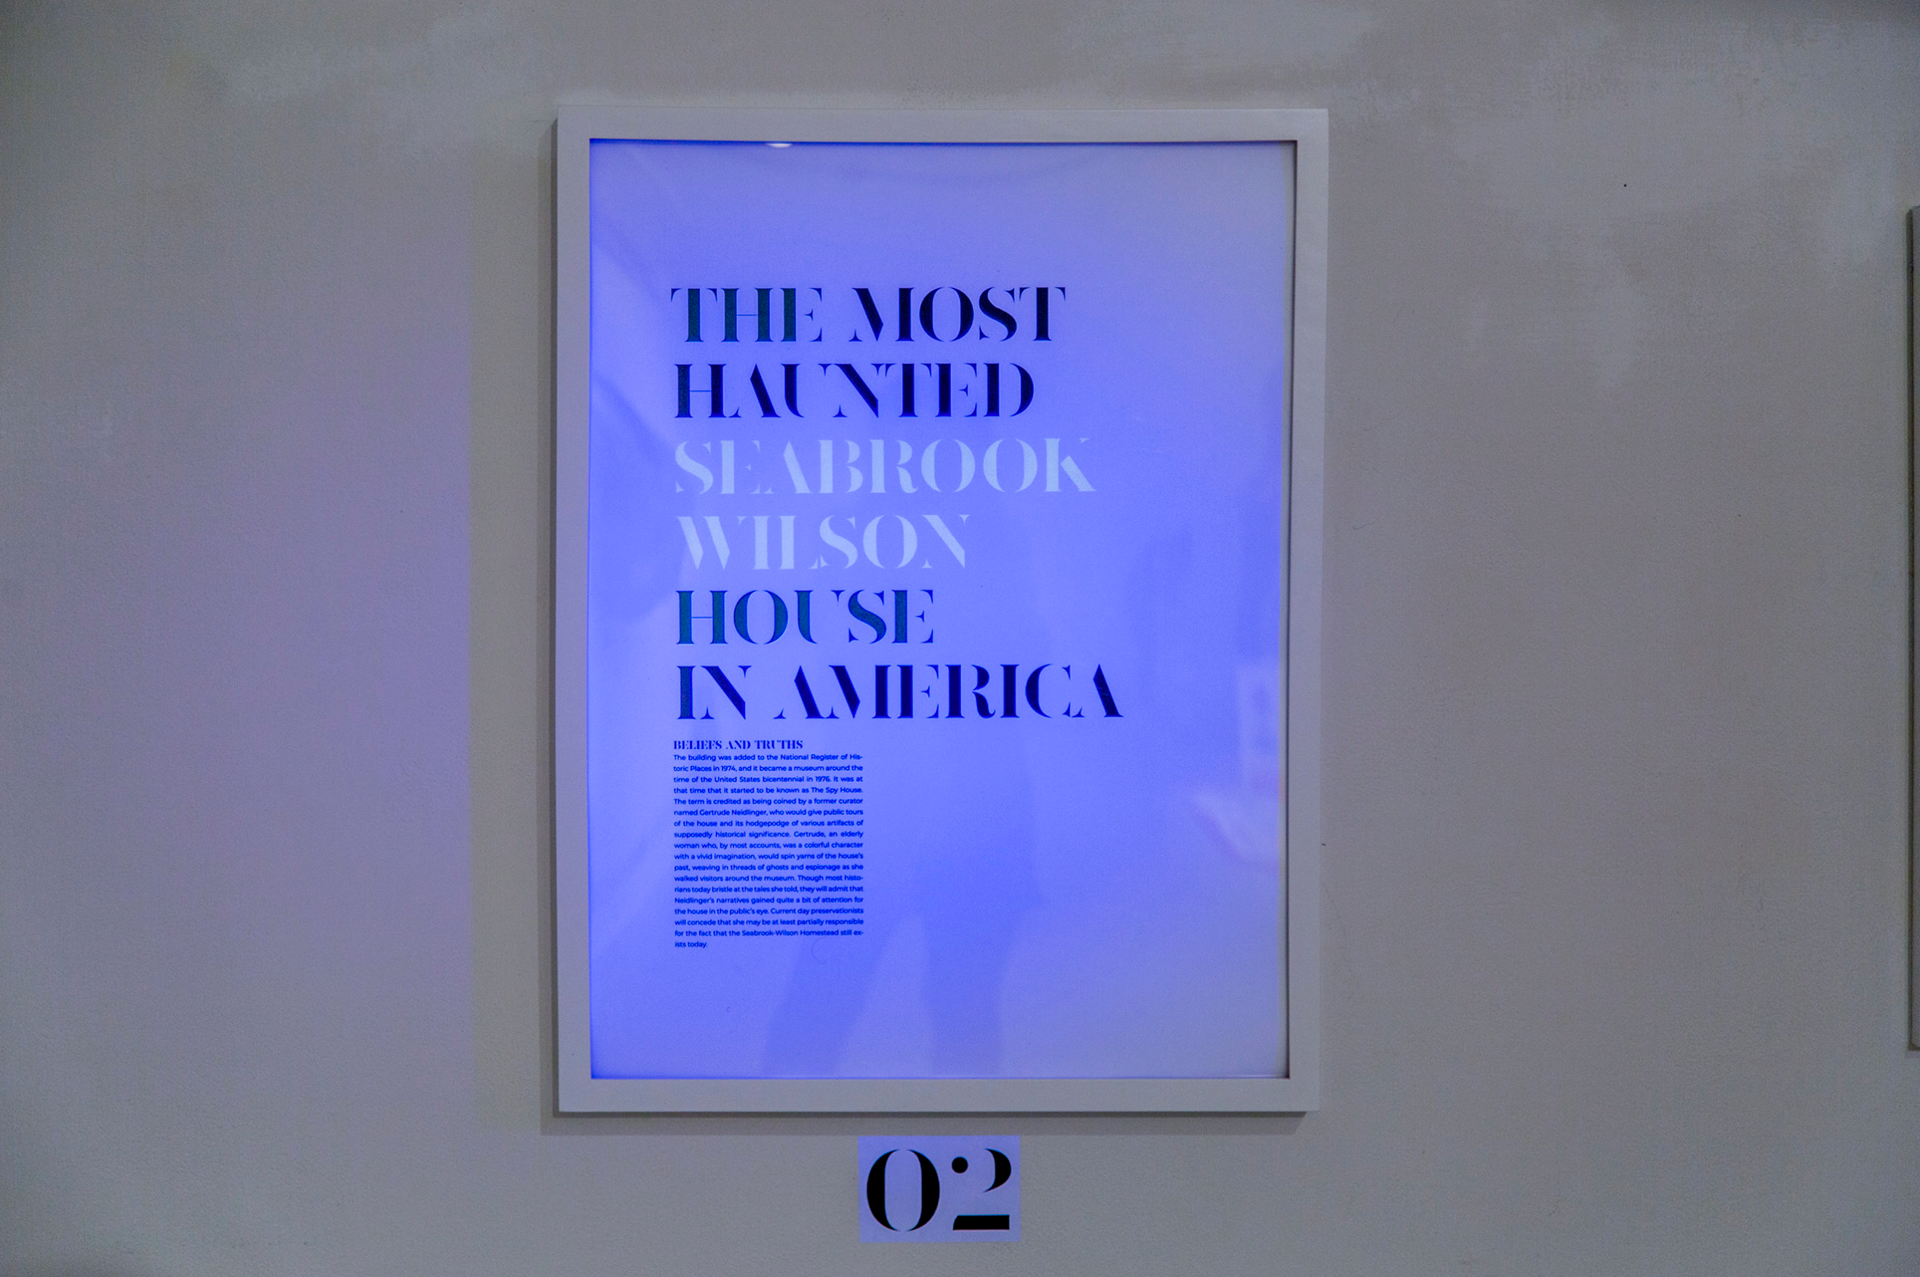 THE MOST
HAUNTED
SEABROOK
WILSON
HOUSE
IN AMERICA
BELIEFS AND TRUTHS
The building was added to the National Register of His-
toric Places in 1974, and it became a museum around the
time of the United States bicentennial in 1976. It was at
that time that it started to be known as The Spy House.
The term is credited as being coined by a former curator
named Gertrude Neidlinger, who would give public tours
of the house and its hodgepodge of various artifacts of
supposedly historical significance. Gertrude, an elderly
woman who, by most accounts, was a colorful character
with a vivid imagination, would spin yarns of the house's
past, weaving in threads of ghosts and espionage as she
walked visitors around the museum. Though most histo-
rians today bristle at the tales she told, they will admit that
Neidlinger's narratives gained quite a bit of attention for
the house in the public's eye. Current day preservationists
will concede that she may be at least partially responsible
for the fact that the Seabrook-Wilson Homestead still ex-
ists today.
02